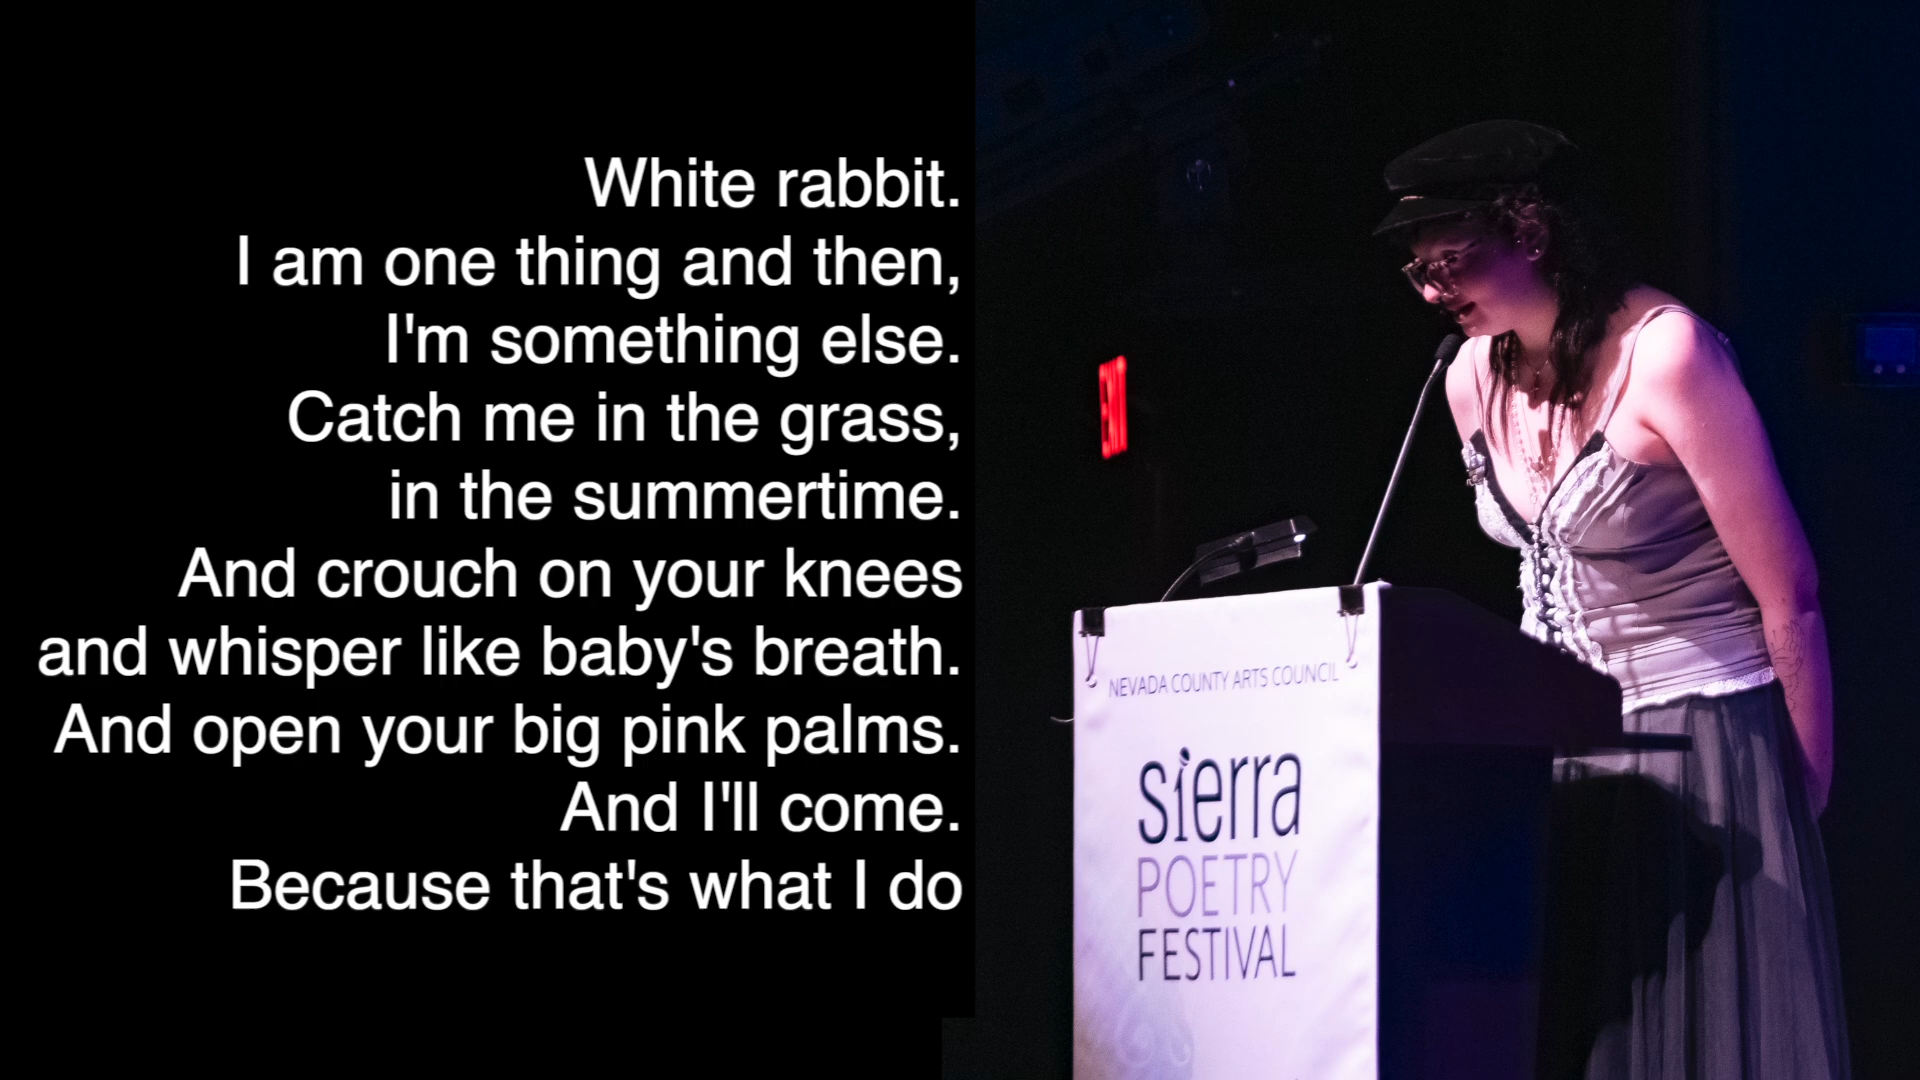 White rabbit.
I am one thing and then,
I'm something else.
Catch me in the grass,
in the summertime.
And crouch on your knees
and whisper like baby's breath.
And open your big pink palms.
And I'll come.
Because that's what I do
NEVADA COUNTY ARTS COUNCIL
sierra
POETRY
FESTIVAL